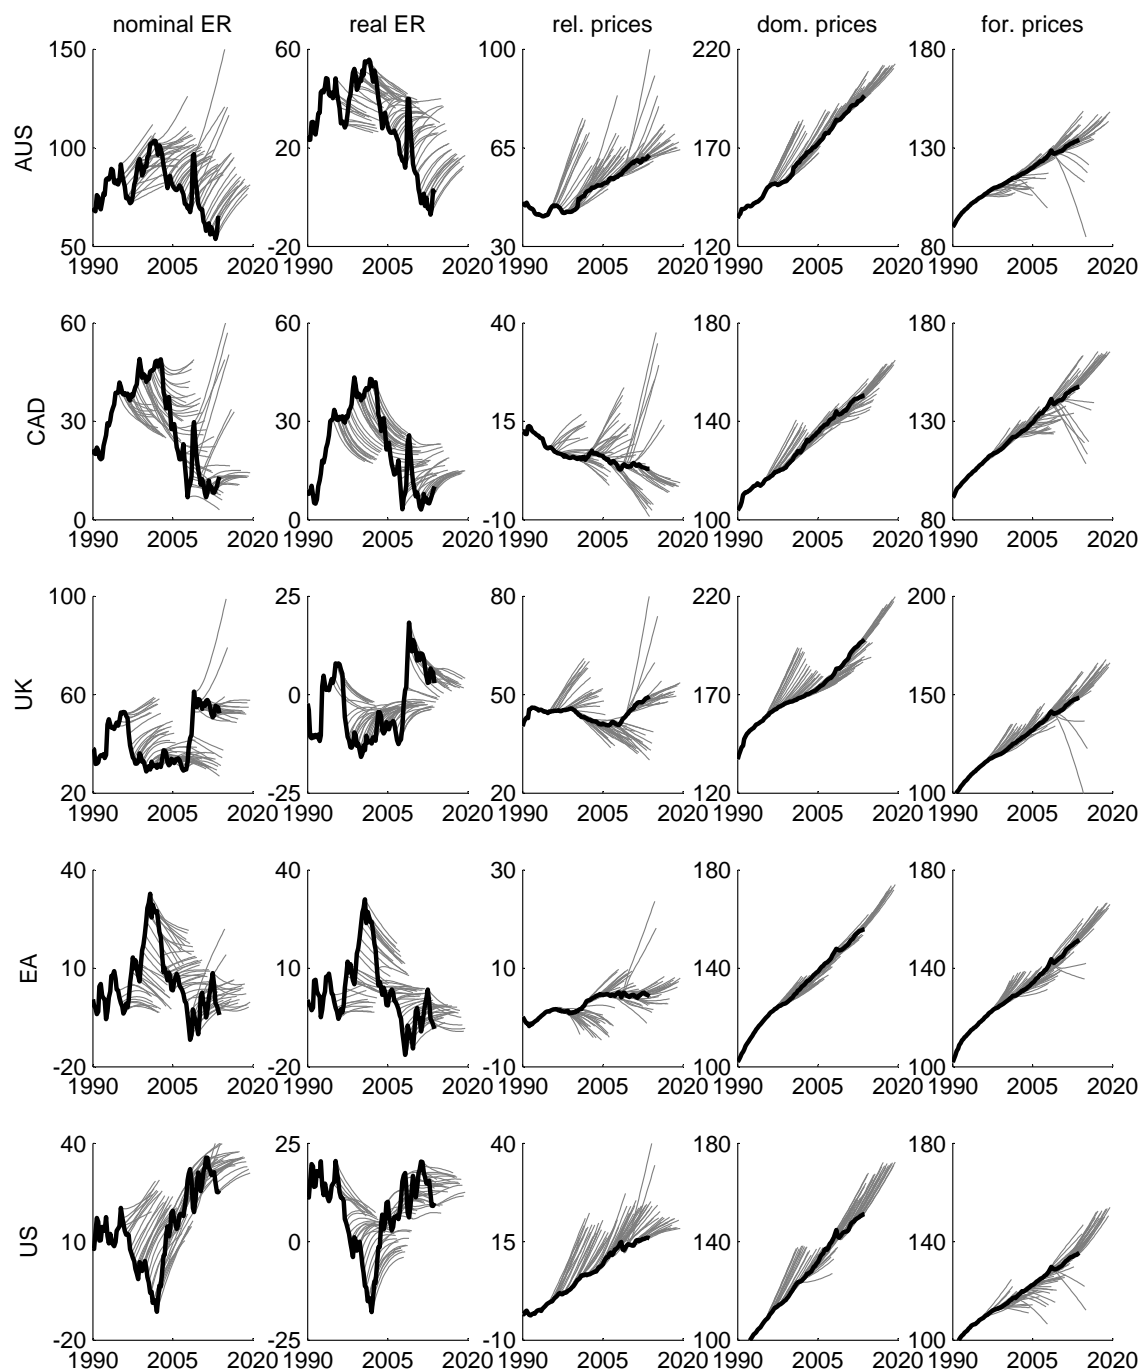 nominal ER real ER rel. prices dom. prices for. prices
150 60 100 220 180
AUS 100 20 65 170 130
50 -20 30 120 80
1990 2005 2020 1990 2005 2020 1990 2005 2020 1990 2005 2020 1990 2005 2020
60 60 40 180 180
CAD 30 30 15 140 130
0 0 -10 100 80
1990 2005 2020 1990 2005 2020 1990 2005 2020 1990 2005 2020 1990 2005 2020
100 25 80 220 200
UK 60 0 50 170 150
20 -25 20 120 100
1990 2005 2020 1990 2005 2020 1990 2005 2020 1990 2005 2020 1990 2005 2020
40 40 30 180 180
EA 10 10 10 140 140
-20 -20 -10 100 100
1990 2005 2020 1990 2005 2020 1990 2005 2020 1990 2005 2020 1990 2005 2020
40 25 40 180 180
US 10 0 15 140 140
-20 -25 -10 100 100
1990 2005 2020 1990 2005 2020 1990 2005 2020 1990 2005 2020 1990 2005 2020